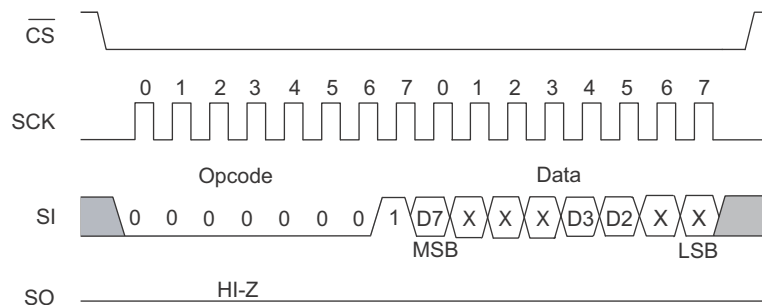 CS
0 1 2 3 4 5 6 7 0 1 2 3 4 5 6 7
SCK
Opcode Data
SI 0 0 0 0 0 0 0 1 D7 X X X D3 D2 X X
MSB LSB
HI-Z
SO